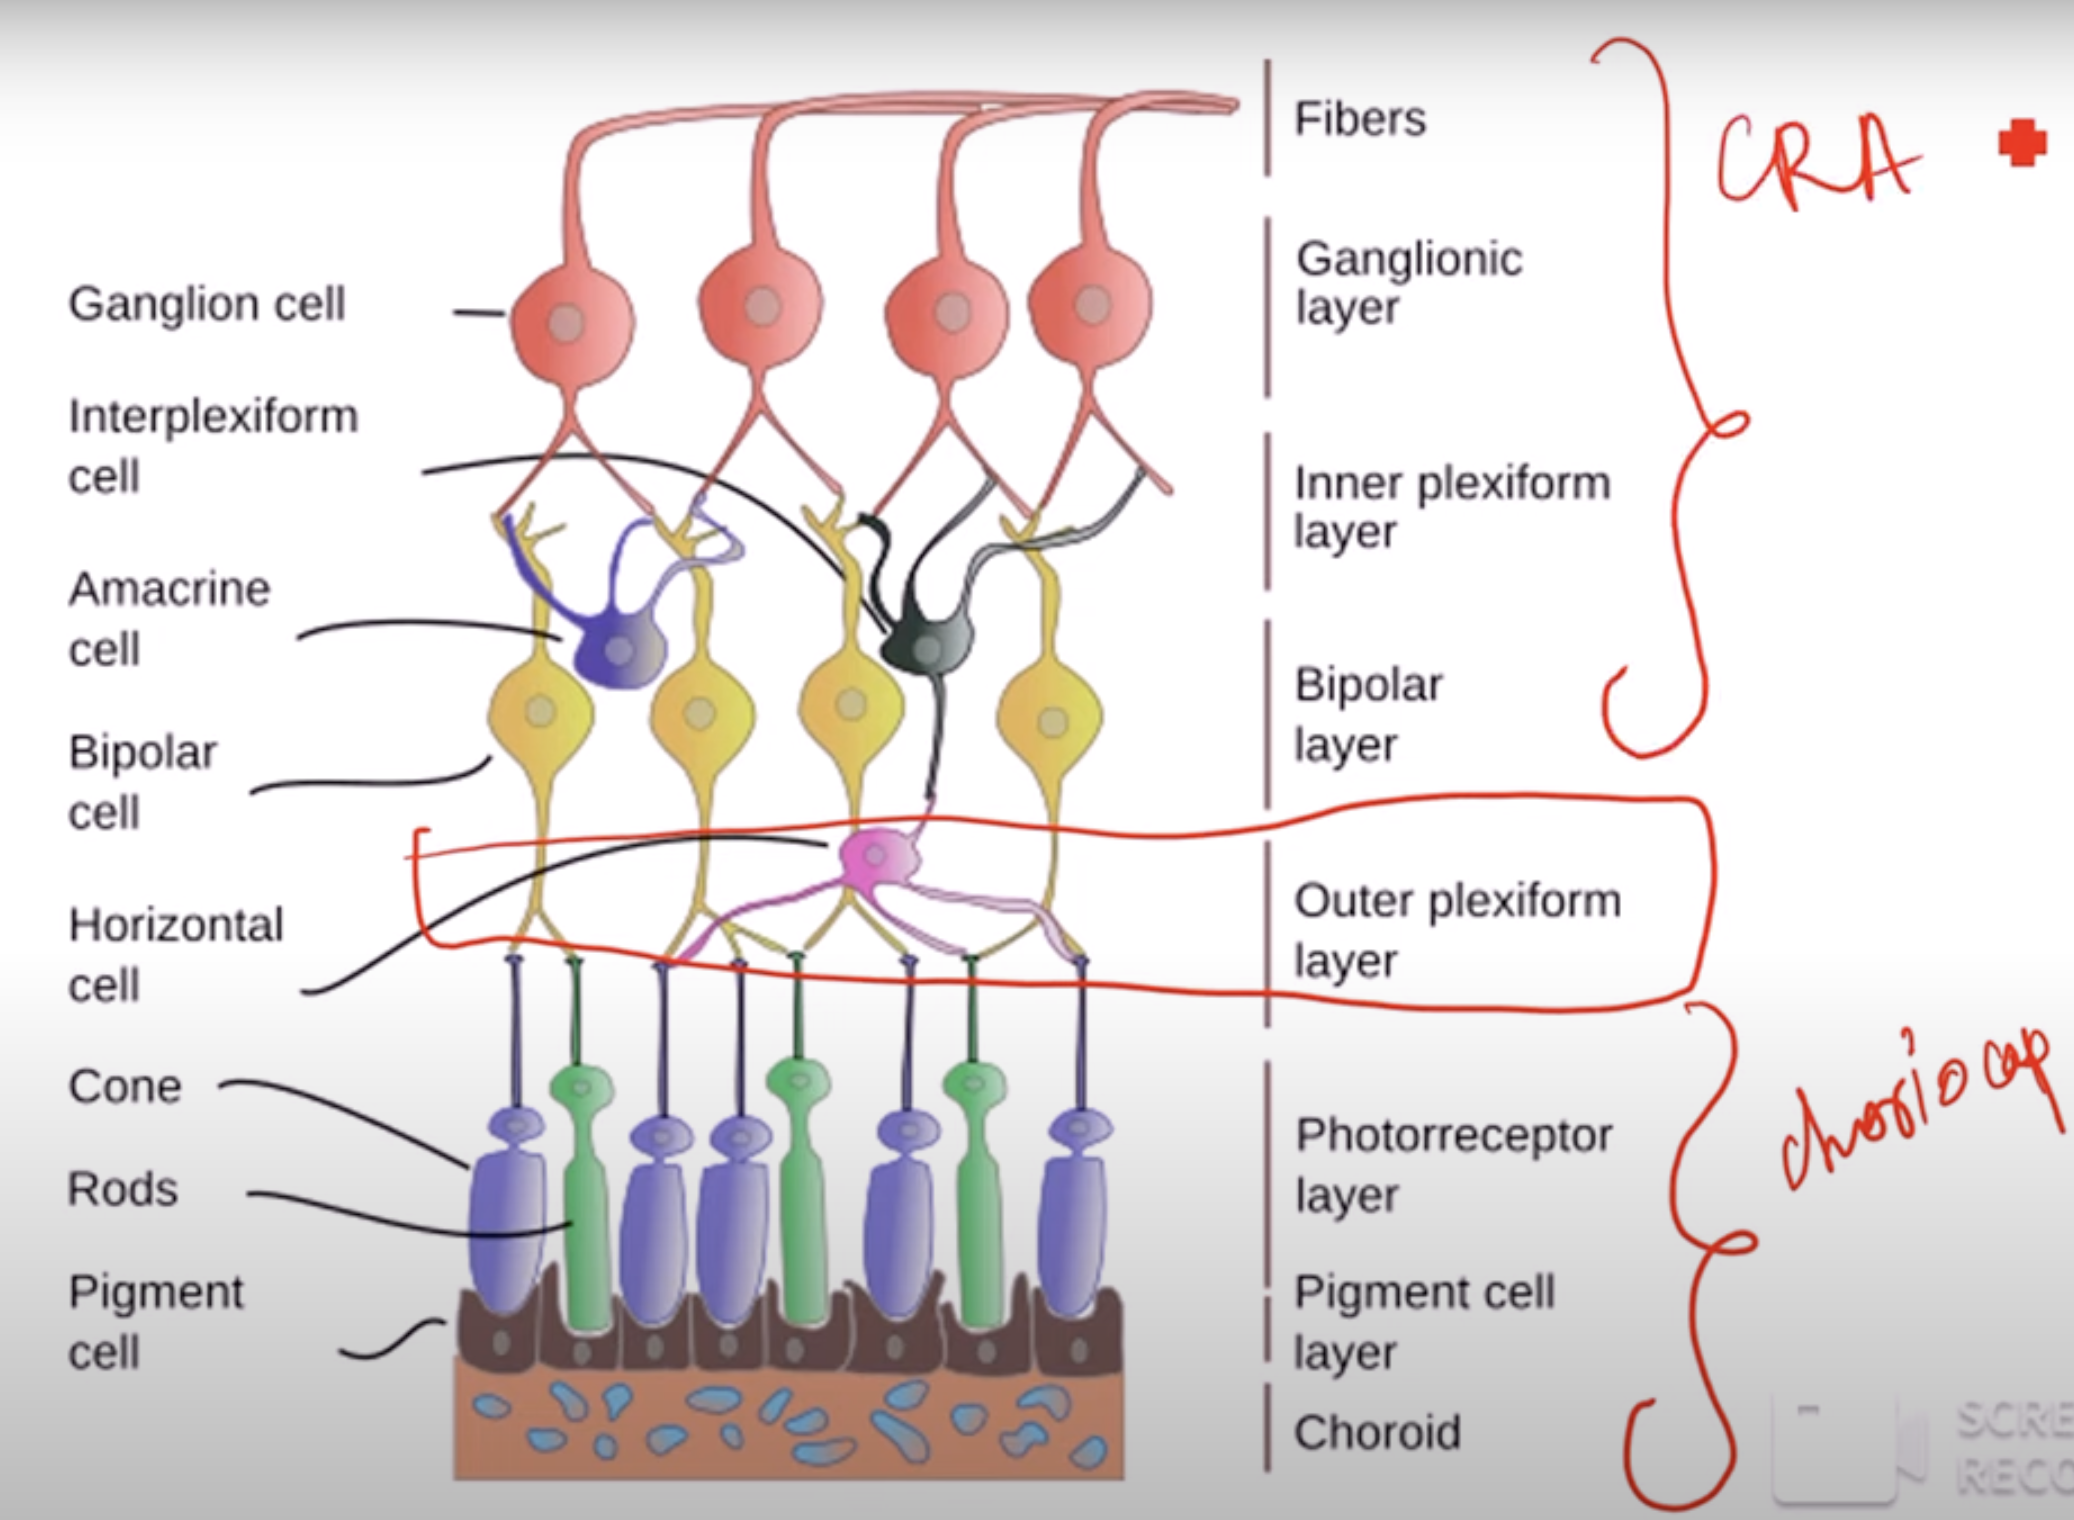 Fibers
CRA
Ganglion cell
Ganglionic
layer
Interplexiform
cell
Inner plexiform
layer
Amacrine
cell
Bipolar
layer
Bipolar
cell
Outer plexiform
layer
Horizontal
cell
choriocap
Cone
Photorreceptor
layer
Rods
Pigment
cell
Pigment cell
layer
Choroid
SCRE
RECO